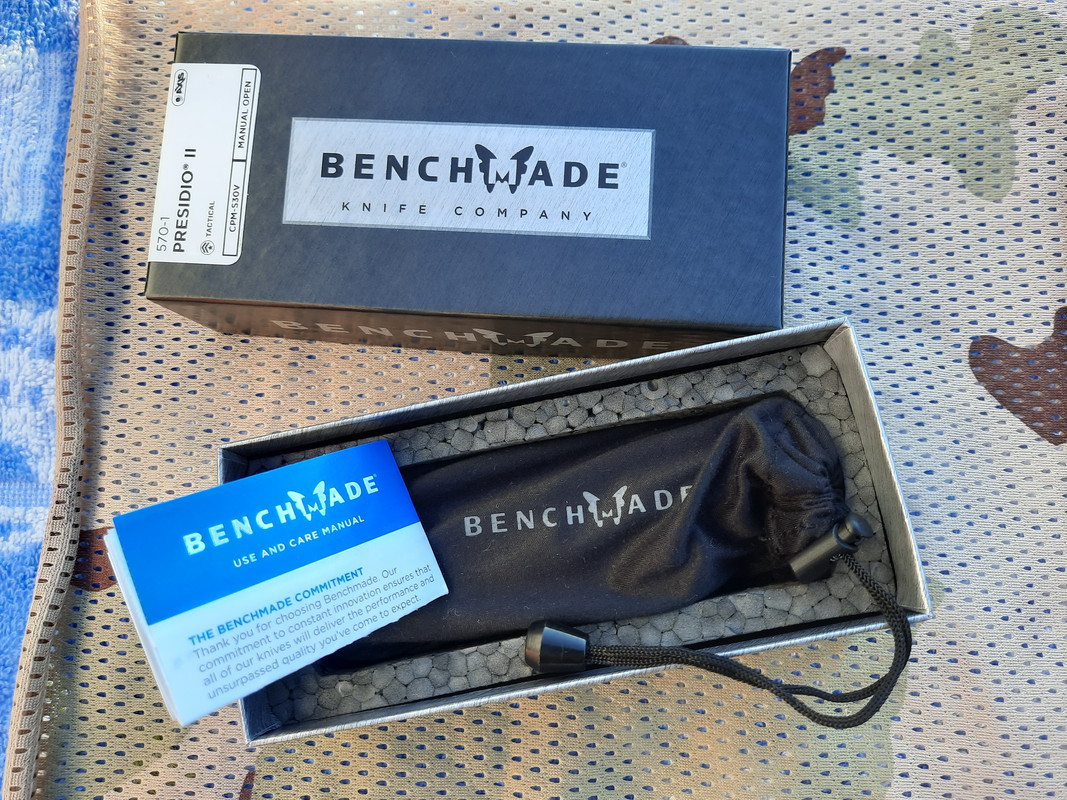 570-1
PRESIDIO® II
TACTICAL
CPM-S30V
MANUAL OPEN
BENCHMADE®
KNIFE COMPANY
BENCHMADE
BENCHMADE®
USE AND CARE MANUAL
THE BENCHMADE COMMITMENT
Thank you for choosing Benchmade. Our
commitment to constant innovation ensures that
all of our knives will deliver the performance and
unsurpassed quality you've come to expect.
BENCHMADE